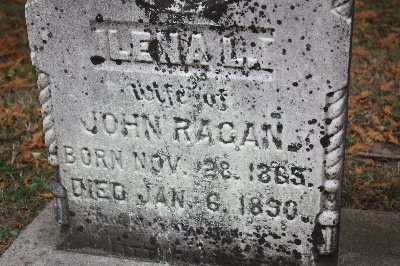 LENA L.
Wife of
JOHN RAGAN.
BORN NOV. 28. 1865.
DIED JAN. 6. 1890.